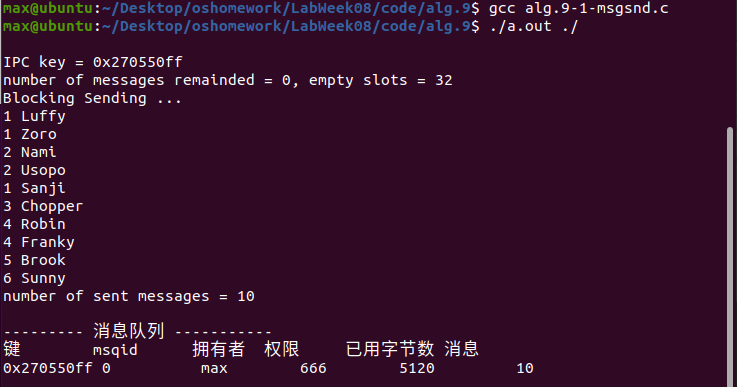 max@ubuntu:~/Desktop/oshomework/LabWeek08/code/alg.9$ gcc alg.9-1-msgsnd.c
max@ubuntu:~/Desktop/oshomework/LabWeek08/code/alg.9$ ./a.out ./
IPC key = 0x270550ff
number of messages remainded = 0, empty slots = 32
Blocking Sending ...
1 Luffy
1 Zoro
2 Nami
2 Usopo
1 Sanji
3 Chopper
4 Robin
4 Franky
5 Brook
6 Sunny
number of sent messages = 10
--------- 消息队列 -----------
键 msqid 拥有者 权限 已用字节数 消息
0x270550ff 0 max 666 5120 10